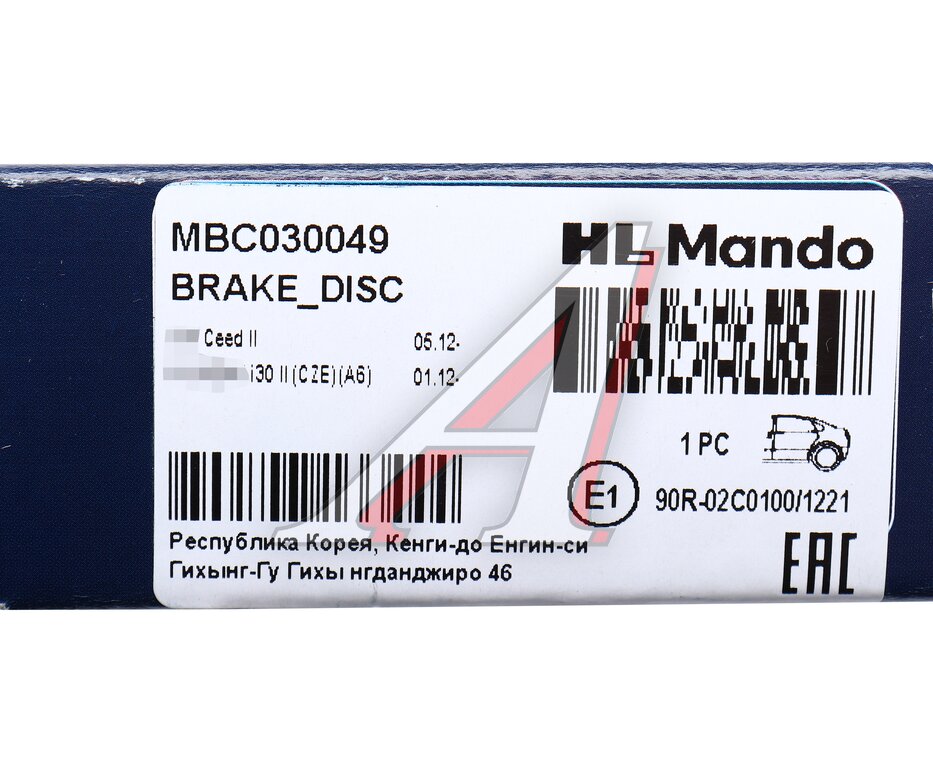 MBC030049
HL Mando
BRAKE_DISC
Ceed II 05.12-
i30 II (CZE)(A6) 01.12-
1 PC
E1 90R-02C0100/1221
Республика Корея, Кенги-до Енгин-си
Гихынг-Гу Гихы нгданджиро 46
EAC